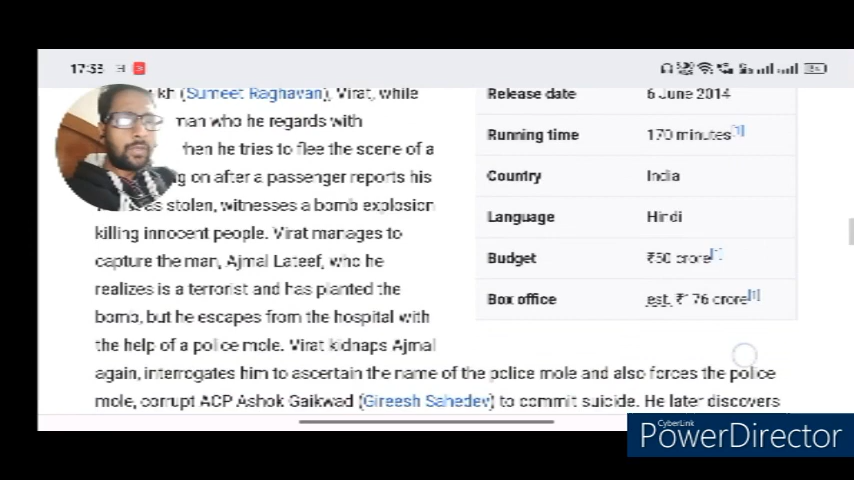 17:53
kh (Sumeet Raghavan), Virat, while
man who he regards with
hen he tries to flee the scene of a
g on after a passenger reports his
as stolen, witnesses a bomb explosion
killing innocent people. Virat manages to
capture the man, Ajmal Lateef, who he
realizes is a terrorist and has planted the
bomb, but he escapes from the hospital with
the help of a police mole. Virat kidnaps Ajmal
again, interrogates him to ascertain the name of the police mole and also forces the police
mole, corrupt ACP Ashok Gaikwad (Gireesh Sahedev) to commit suicide. He later discovers
Release date 6 June 2014
Running time 170 minutes[1]
Country India
Language Hindi
Budget ₹50 crore[1]
Box office est. ₹176 crore[1]
CyberLink
PowerDirector